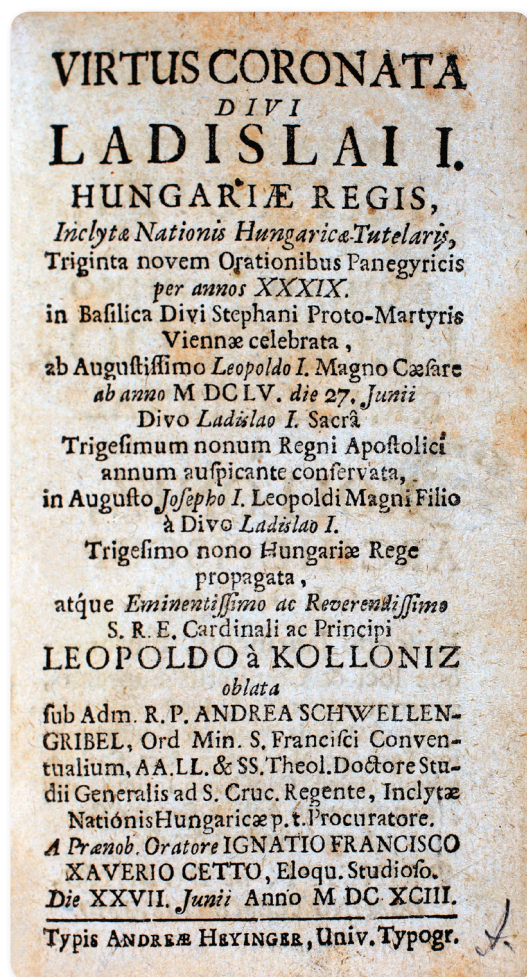 VIRTUS CORONATA
DIVI
LADISLAI I.
HUNGARIÆ REGIS,
Inclytæ Nationis Hungaricæ Tutelaris,
Triginta novem Orationibus Panegyricis
per annos XXXIX.
in Baſilica Divi Stephani Proto-Martyris
Viennæ celebrata,
ab Auguſtiſſimo Leopoldo I. Magno Cæſare
ab anno M DC LV. die 27. Junii
Divo Ladislao I. Sacrâ
Trigeſimum nonum Regni Apoſtolici
annum auſpicante conſervata,
in Auguſto Joſepho I. Leopoldi Magni Filio
à Divo Ladislao I.
Trigeſimo nono Hungariæ Rege
propagata,
atq́ue Eminentiſſimo ac Reverendiſſimo
S. R. E. Cardinali ac Principi
LEOPOLDO à KOLLONIZ
oblata
ſub Adm. R. P. ANDREA SCHWELLEN-
GRIBEL, Ord Min. S. Franciſci Conven-
tualium, AA. LL. & SS. Theol. Doctore Stu-
dii Generalis ad S. Cruc. Regente, Inclytæ
Nationis Hungaricæ p. t. Procuratore.
A Prænob. Oratore IGNATIO FRANCISCO
XAVERIO CETTO, Eloqu. Studioſo.
Die XXVII. Junii Anno M DC XCIII.
Typis ANDREÆ HEYINGER, Univ. Typogr.